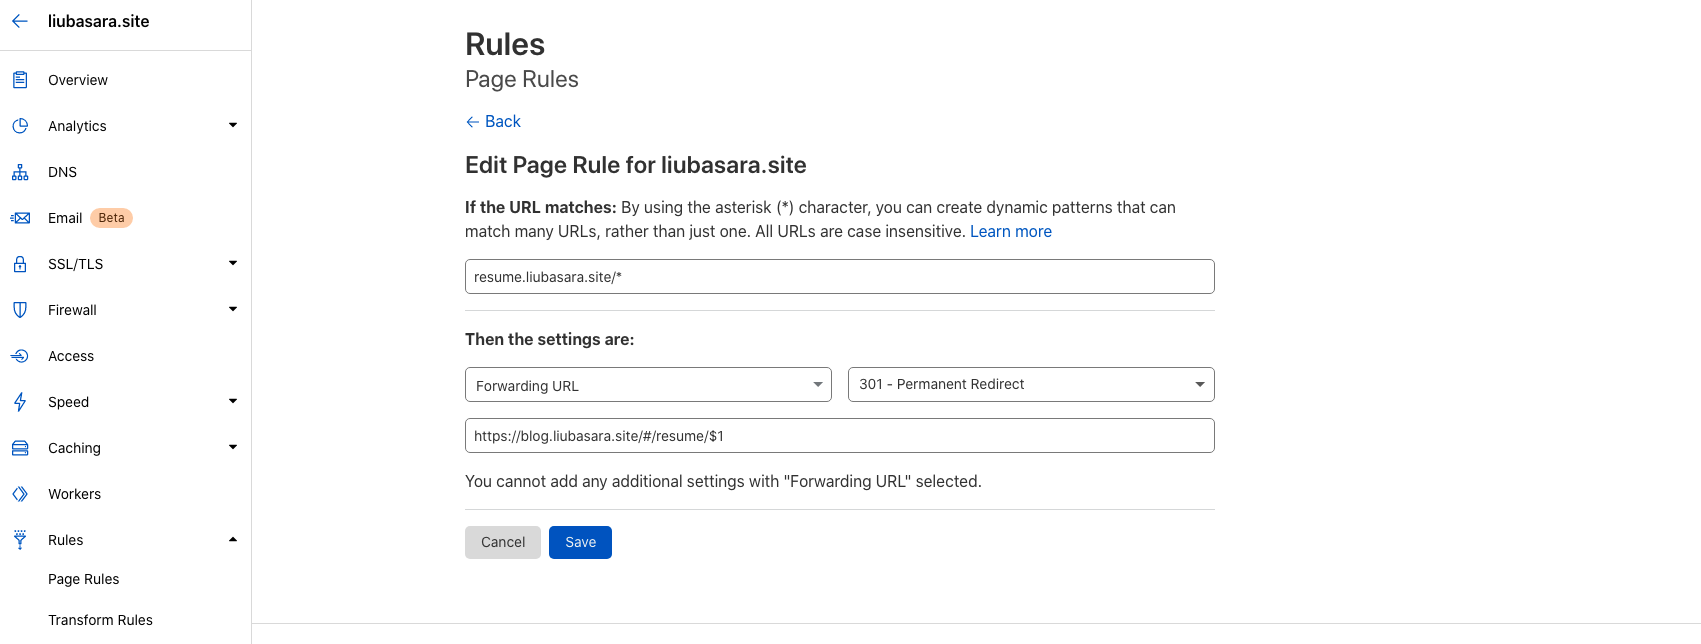 liubasara.site
Overview
Analytics
DNS
Email Beta
SSL/TLS
Firewall
Access
Speed
Caching
Workers
Rules
Page Rules
Transform Rules
Rules
Page Rules
← Back
Edit Page Rule for liubasara.site
If the URL matches: By using the asterisk (*) character, you can create dynamic patterns that can
match many URLs, rather than just one. All URLs are case insensitive. Learn more
resume.liubasara.site/*
Then the settings are:
Forwarding URL
301 - Permanent Redirect
https://blog.liubasara.site/#/resume/$1
You cannot add any additional settings with "Forwarding URL" selected.
Cancel
Save